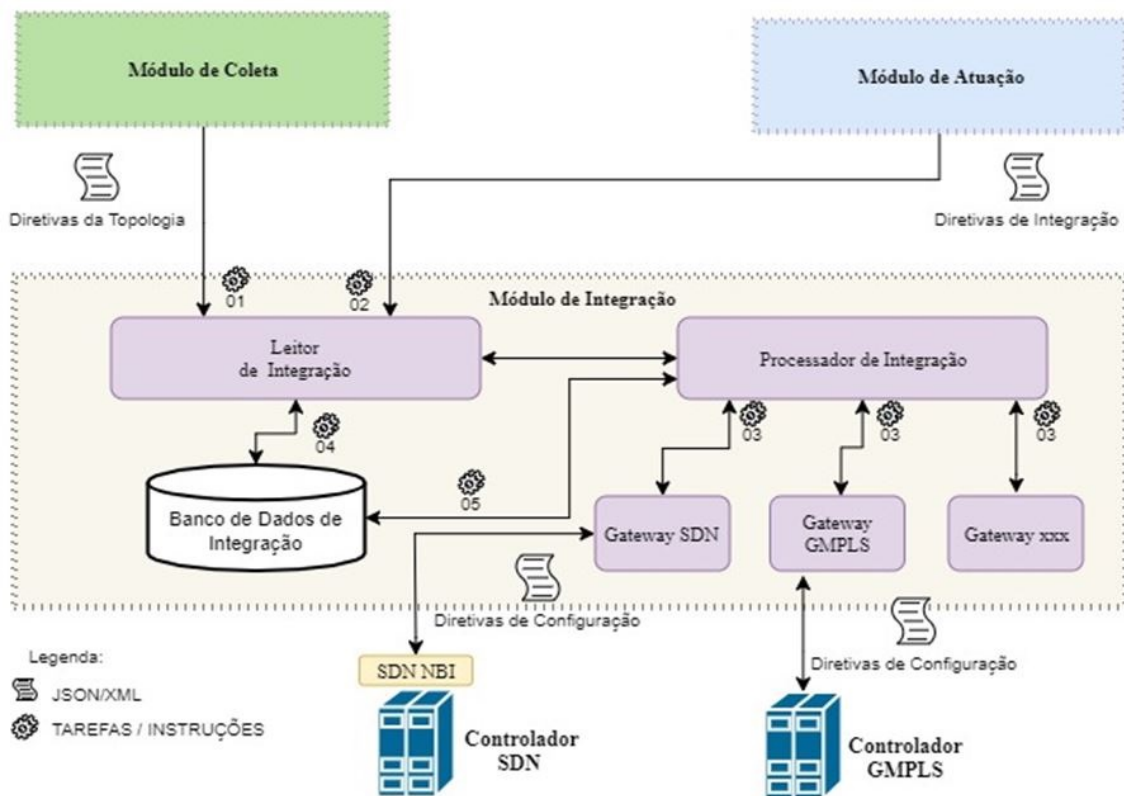 Módulo de Coleta
Módulo de Atuação
Diretivas da Topologia
Diretivas de Integração
01
02
Módulo de Integração
Leitor
de Integração
Processador de Integração
04
03
03
03
05
Banco de Dados de
Integração
Gateway SDN
Gateway
GMPLS
Gateway xxx
Diretivas de Configuração
Diretivas de Configuração
Legenda:
JSON/XML
TAREFAS / INSTRUÇÕES
SDN NBI
Controlador
SDN
Controlador
GMPLS